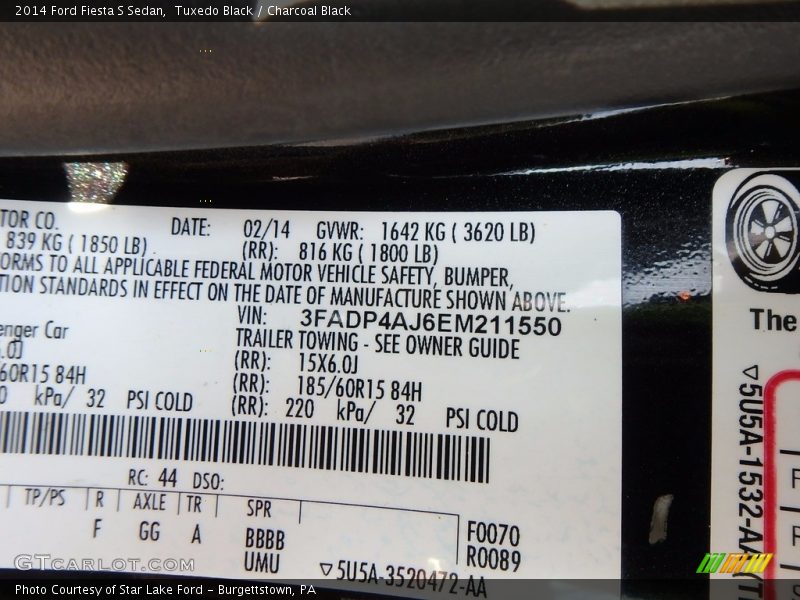 2014 Ford Fiesta S Sedan, Tuxedo Black / Charcoal Black
TOR CO.
DATE: 02/14 GVWR: 1642 KG ( 3620 LB)
839 KG ( 1850 LB) (RR): 816 KG ( 1800 LB)
ORMS TO ALL APPLICABLE FEDERAL MOTOR VEHICLE SAFETY, BUMPER,
TION STANDARDS IN EFFECT ON THE DATE OF MANUFACTURE SHOWN ABOVE.
VIN: 3FADP4AJ6EM211550
enger Car TRAILER TOWING - SEE OWNER GUIDE
.0J (RR): 15X6.0J
60R15 84H (RR): 185/60R15 84H
0 kPa/ 32 PSI COLD (RR): 220 kPa/ 32 PSI COLD
RC: 44 DSO:
TP/PS R AXLE TR SPR
F GG A BBBB F0070
UMU R0089
5U5A-3520472-AA
The
5U5A-1532-AA (T
GTCARLOT.COM
Photo Courtesy of Star Lake Ford - Burgettstown, PA